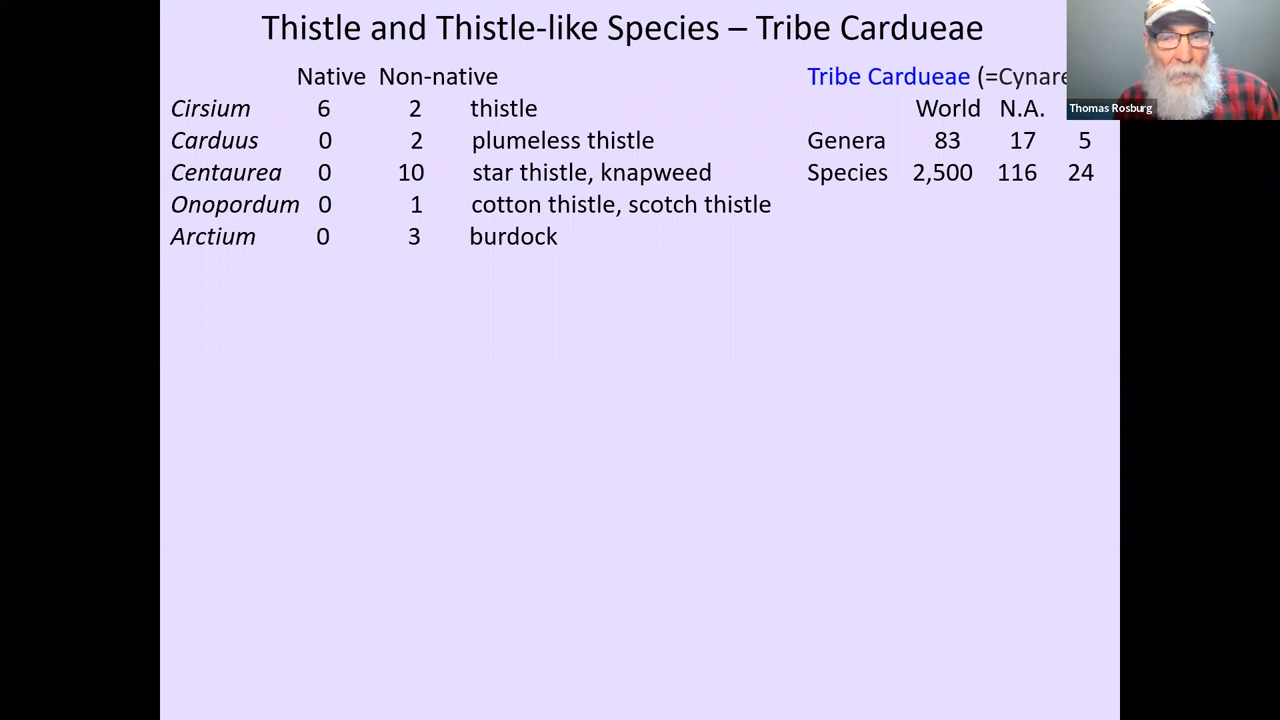 Thistle and Thistle-like Species – Tribe Cardueae
Native Non-native
Cirsium 6 2 thistle
Carduus 0 2 plumeless thistle
Centaurea 0 10 star thistle, knapweed
Onopordum 0 1 cotton thistle, scotch thistle
Arctium 0 3 burdock
Tribe Cardueae (=Cynare
World N.A.
Genera 83 17 5
Species 2,500 116 24
Thomas Rosburg